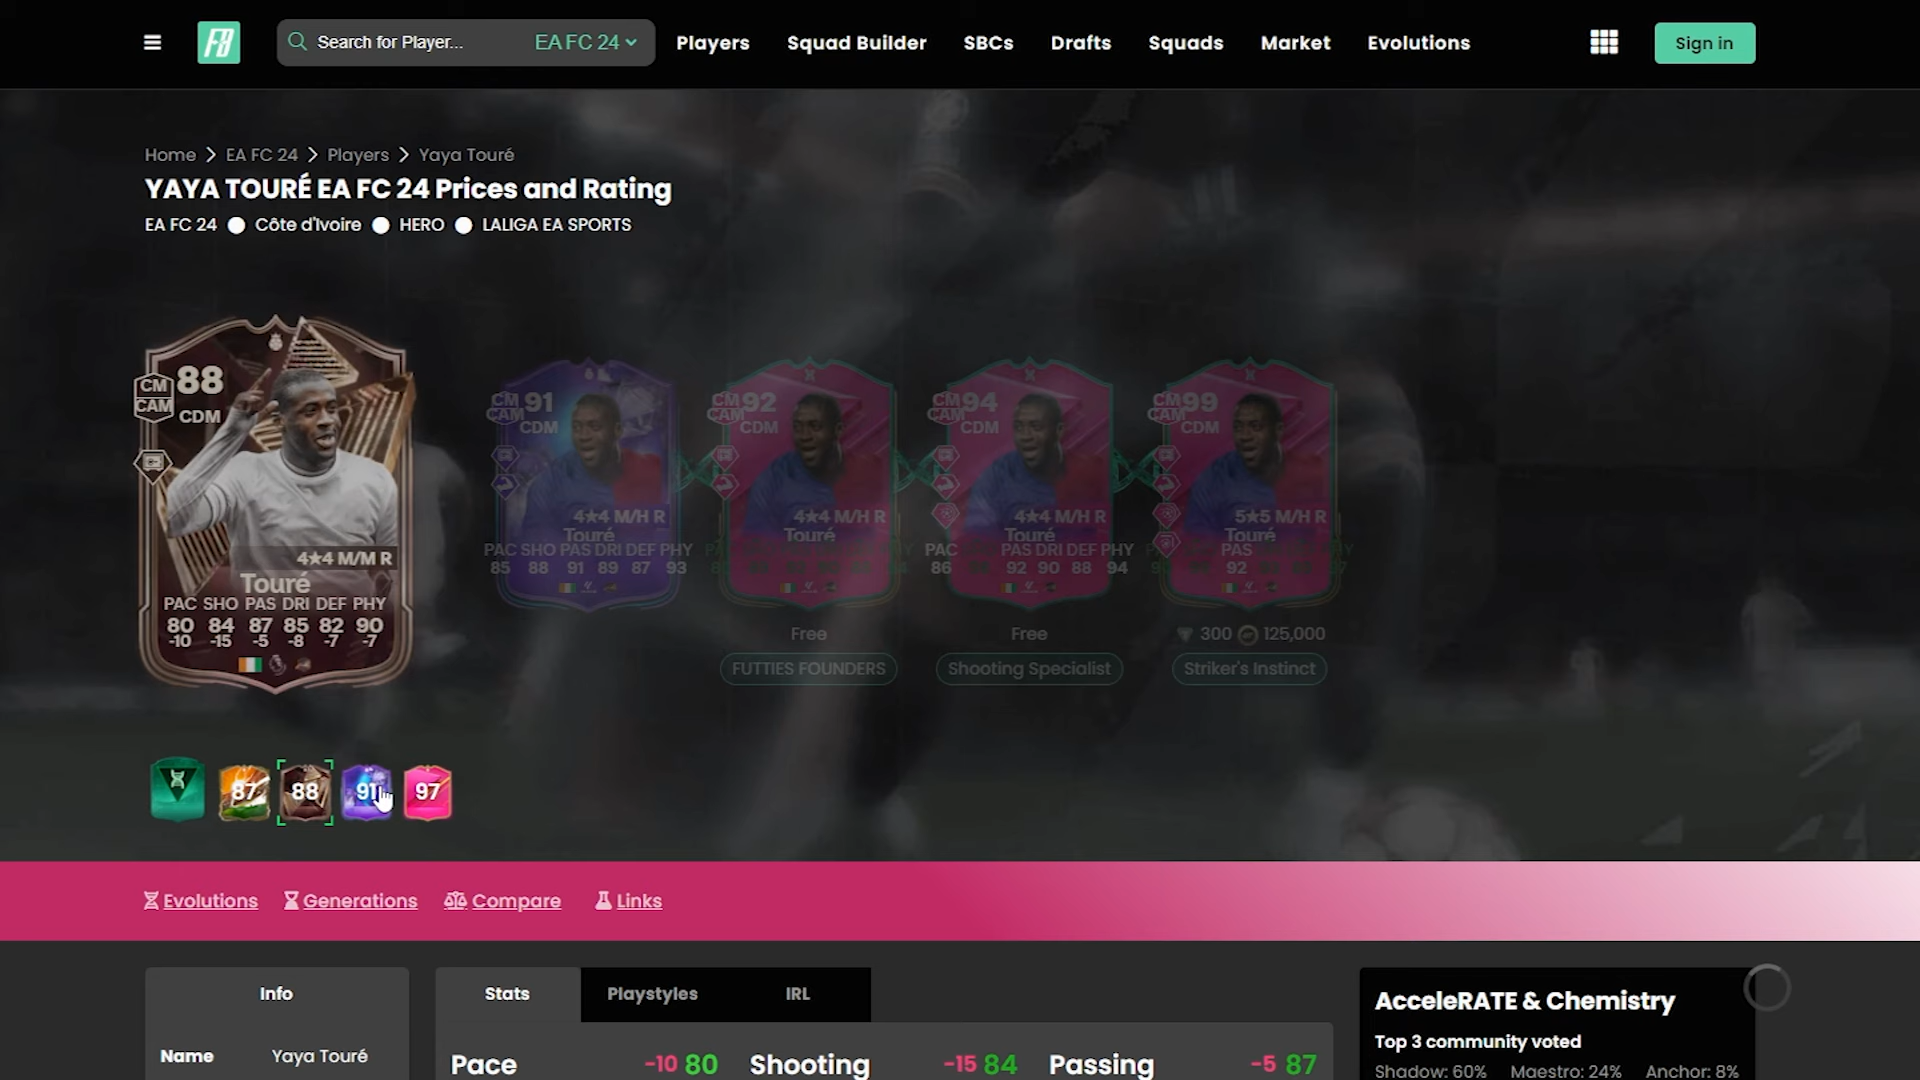 Search for Player...
EA FC 24
Players
Squad Builder
SBCs
Drafts
Squads
Market
Evolutions
Sign in
Home > EA FC 24 > Players > Yaya Touré
YAYA TOURÉ EA FC 24 Prices and Rating
EA FC 24
Côte d'Ivoire
HERO
LALIGA EA SPORTS
CM
CAM
88
CDM
4★4 M/M R
Touré
PAC SHO PAS DRI DEF PHY
80 84 87 85 82 90
-10 -15 -5 -8 -7 -7
CM
CAM
91
CDM
4★4 M/H R
Touré
PAC SHO PAS DRI DEF PHY
85 88 91 89 87 93
CM
CAM
92
CDM
4★4 M/H R
Touré
Free
FUTTIES FOUNDERS
CM
CAM
94
CDM
4★4 M/H R
Touré
PAC PAS DRI DEF PHY
86 92 90 88 94
Free
Shooting Specialist
CM
CAM
99
CDM
5★5 M/H R
Touré
PAS
92
300 125,000
Striker's Instinct
87
88
91
97
Evolutions
Generations
Compare
Links
Info
Name Yaya Touré
Stats
Playstyles
IRL
Pace -10 80
Shooting -15 84
Passing -5 87
AcceleRATE & Chemistry
Top 3 community voted
Shadow: 60% Maestro: 24% Anchor: 8%